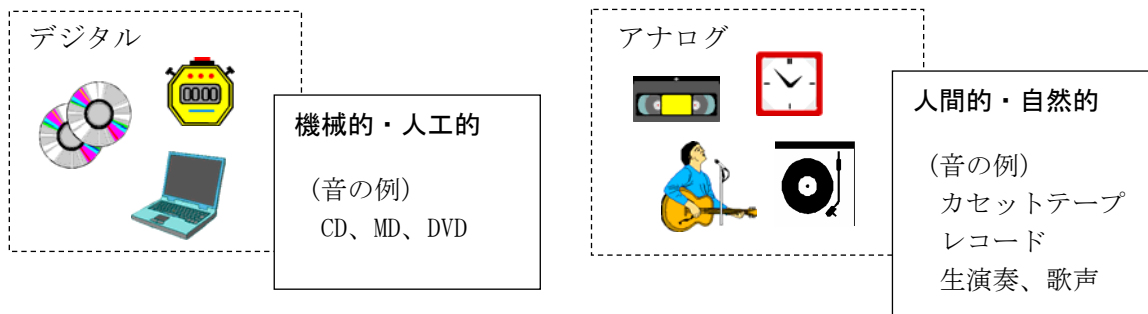 デジタル
0000
機械的・人工的
(音の例)
CD、MD、DVD
アナログ
人間的・自然的
(音の例)
カセットテープ
レコード
生演奏、歌声